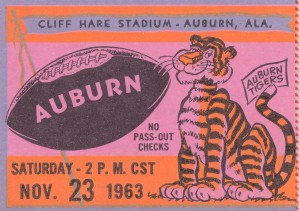 CLIFF HARE STADIUM - AUBURN, ALA.
AUBURN
AUBURN
TIGERS
NO
PASS-OUT
CHECKS
SATURDAY - 2 P. M. CST
NOV. 23 1963